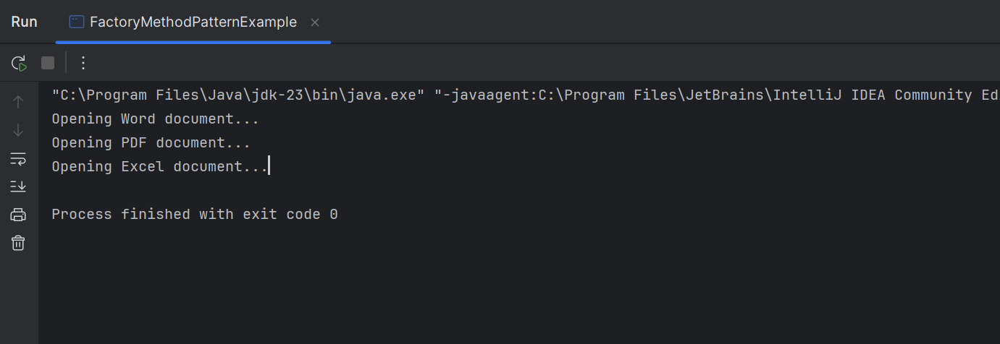 Run FactoryMethodPatternExample
"C:\Program Files\Java\jdk-23\bin\java.exe" "-javaagent:C:\Program Files\JetBrains\IntelliJ IDEA Community Ed
Opening Word document...
Opening PDF document...
Opening Excel document...
Process finished with exit code 0